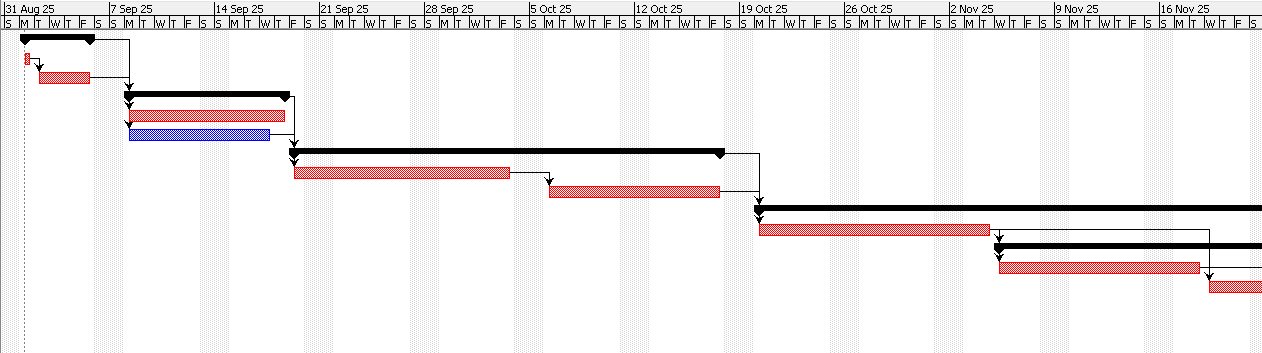 31 Aug 25 7 Sep 25 14 Sep 25 21 Sep 25 28 Sep 25 5 Oct 25 12 Oct 25 19 Oct 25 26 Oct 25 2 Nov 25 9 Nov 25 16 Nov 25
S M T W T F S S M T W T F S S M T W T F S S M T W T F S S M T W T F S S M T W T F S S M T W T F S S M T W T F S S M T W T F S S M T W T F S S M T W T F S S M T W T F S